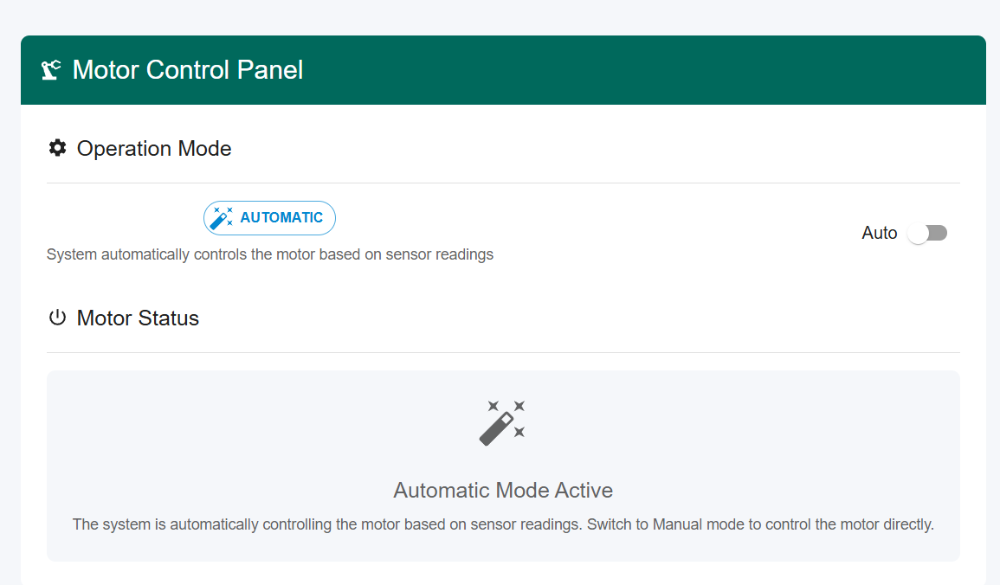 Motor Control Panel
Operation Mode
AUTOMATIC
System automatically controls the motor based on sensor readings
Auto
Motor Status
Automatic Mode Active
The system is automatically controlling the motor based on sensor readings. Switch to Manual mode to control the motor directly.